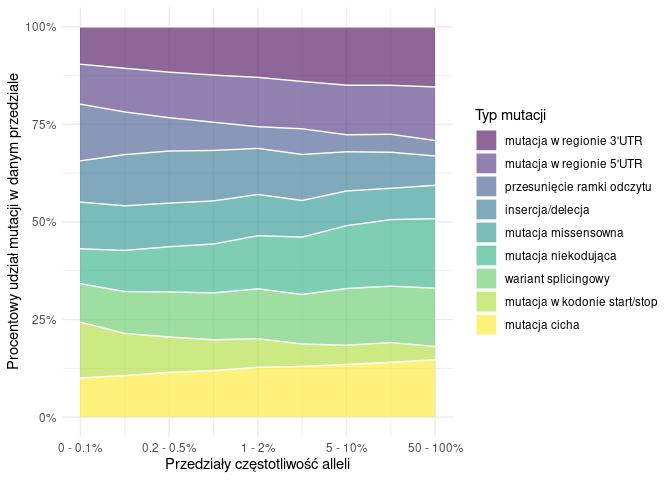 Procentowy udział mutacji w danym przedziale
100%
75%
50%
25%
0%
0 - 0.1%
0.2 - 0.5%
1 - 2%
5 - 10%
50 - 100%
Przedziały częstotliwość alleli
Typ mutacji
mutacja w regionie 3'UTR
mutacja w regionie 5'UTR
przesunięcie ramki odczytu
insercja/delecja
mutacja missensowna
mutacja niekodująca
wariant splicingowy
mutacja w kodonie start/stop
mutacja cicha